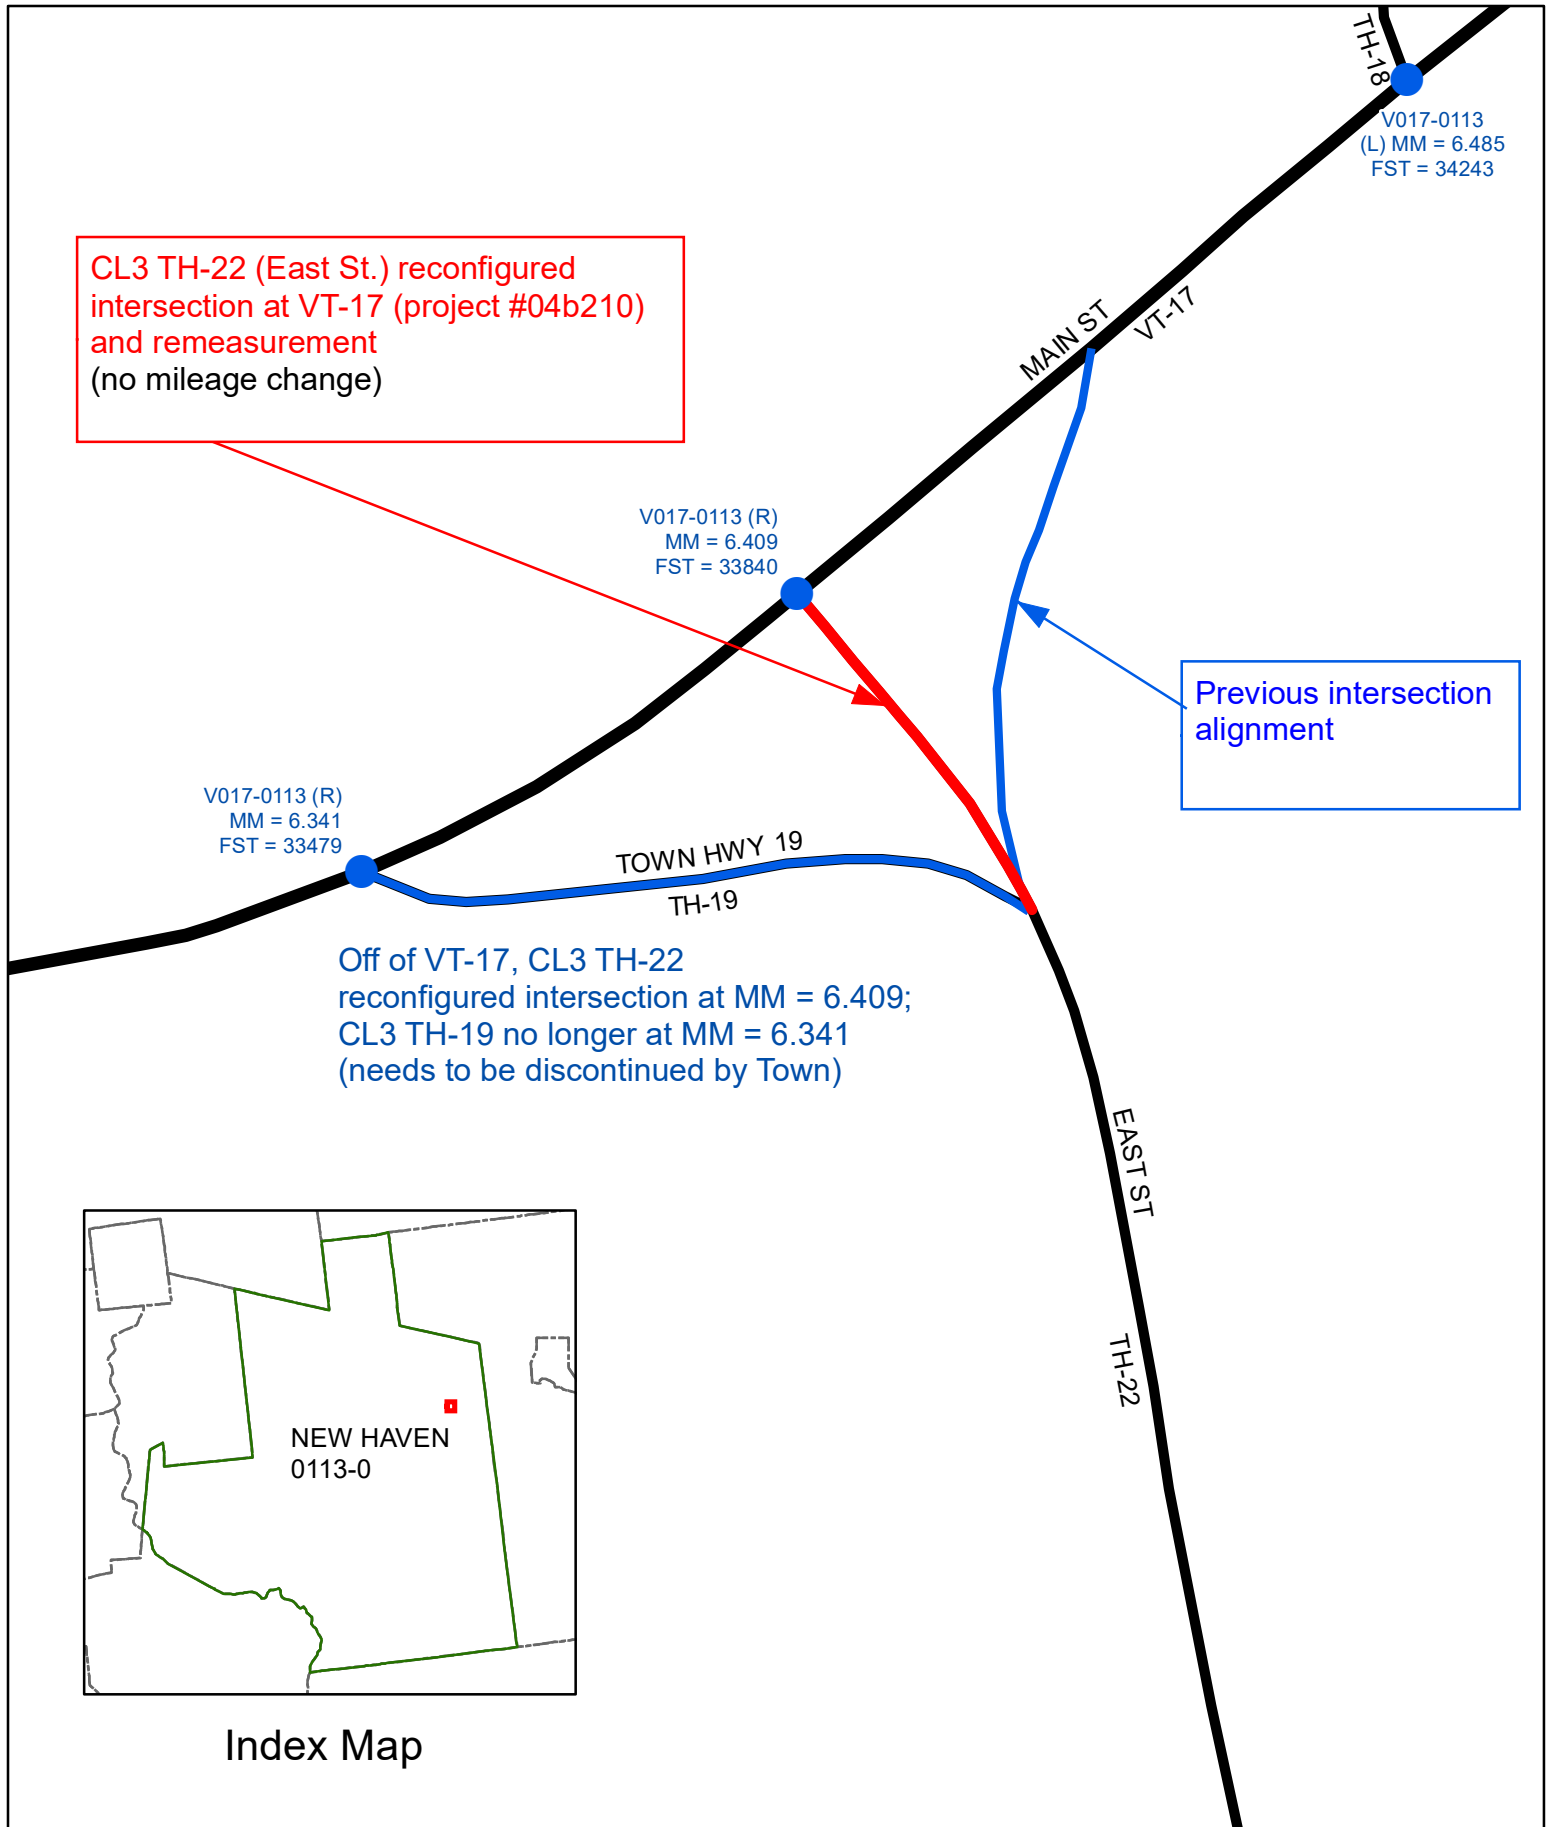 TH-18
V017-0113
(L) MM = 6.485
FST = 34243
CL3 TH-22 (East St.) reconfigured
intersection at VT-17 (project #04b210)
and remeasurement
(no mileage change)
MAIN ST
VT-17
V017-0113 (R)
MM = 6.409
FST = 33840
Previous intersection
alignment
V017-0113 (R)
MM = 6.341
FST = 33479
TOWN HWY 19
TH-19
Off of VT-17, CL3 TH-22
reconfigured intersection at MM = 6.409;
CL3 TH-19 no longer at MM = 6.341
(needs to be discontinued by Town)
EAST ST
TH-22
NEW HAVEN
0113-0
Index Map